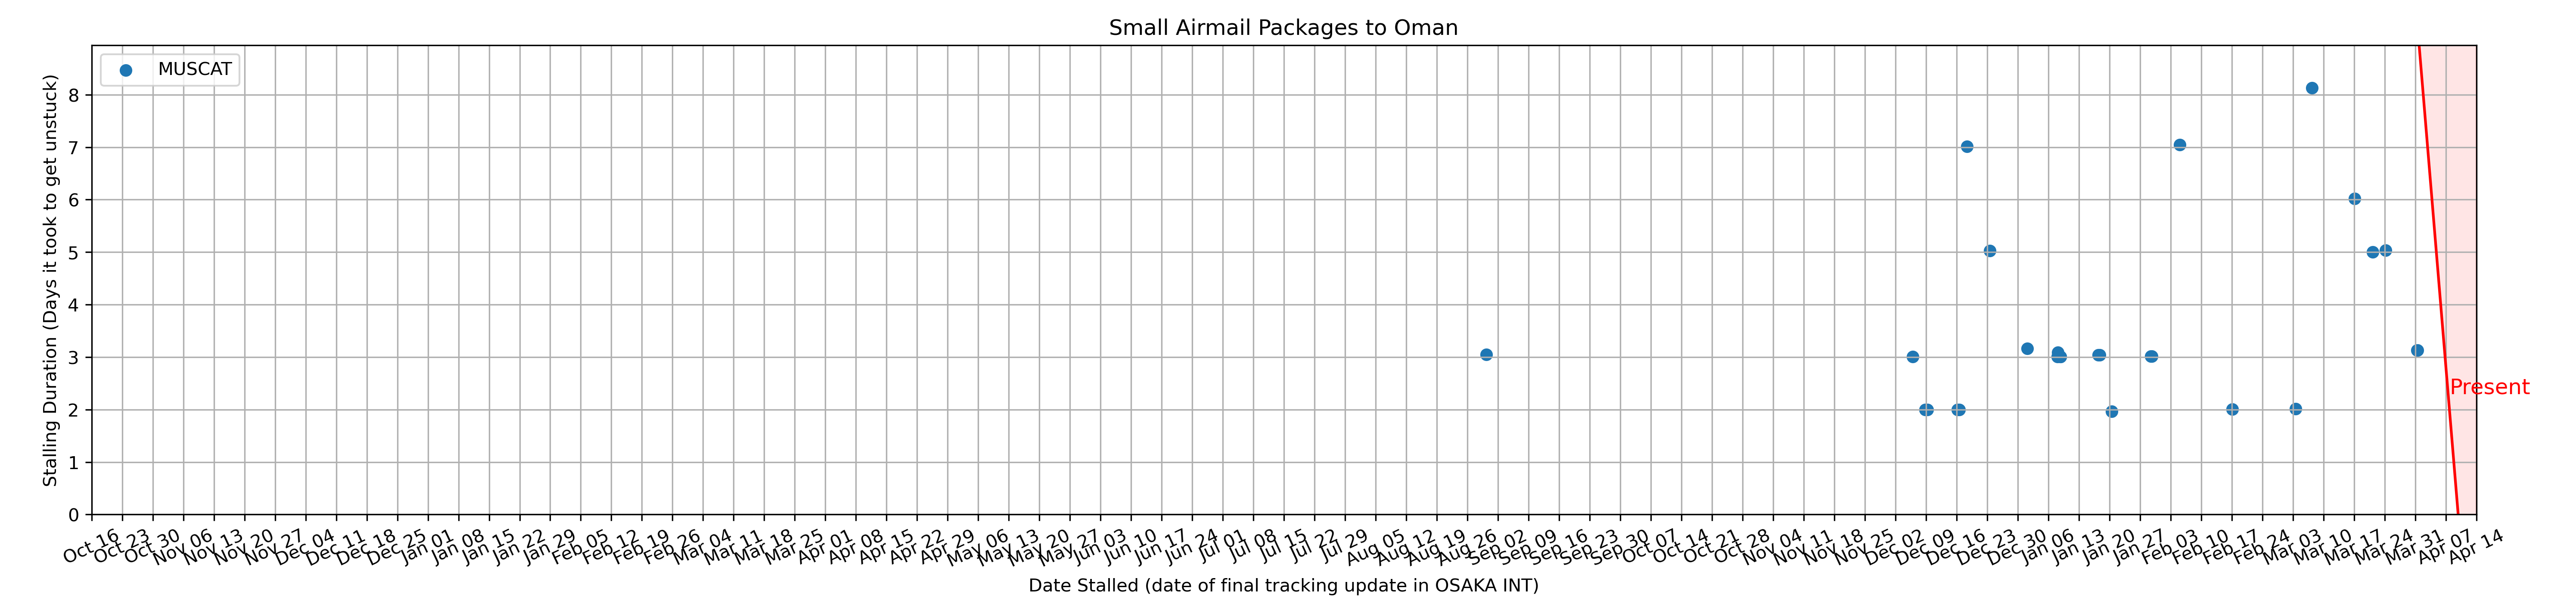 Small Airmail Packages to Oman
MUSCAT
Stalling Duration (Days it took to get unstuck)
8
7
6
5
4
3
2
1
0
Present
Oct 16 Oct 23 Oct 30 Nov 06 Nov 13 Nov 20 Nov 27 Dec 04 Dec 11 Dec 18 Dec 25 Jan 01 Jan 08 Jan 15 Jan 22 Jan 29 Feb 05 Feb 12 Feb 19 Feb 26 Mar 04 Mar 11 Mar 18 Mar 25 Apr 01 Apr 08 Apr 15 Apr 22 Apr 29 May 06 May 13 May 20 May 27 Jun 03 Jun 10 Jun 17 Jun 24 Jul 01 Jul 08 Jul 15 Jul 22 Jul 29 Aug 05 Aug 12 Aug 19 Aug 26 Sep 02 Sep 09 Sep 16 Sep 23 Sep 30 Oct 07 Oct 14 Oct 21 Oct 28 Nov 04 Nov 11 Nov 18 Nov 25 Dec 02 Dec 09 Dec 16 Dec 23 Dec 30 Jan 06 Jan 13 Jan 20 Jan 27 Feb 03 Feb 10 Feb 17 Feb 24 Mar 03 Mar 10 Mar 17 Mar 24 Mar 31 Apr 07 Apr 14
Date Stalled (date of final tracking update in OSAKA INT)